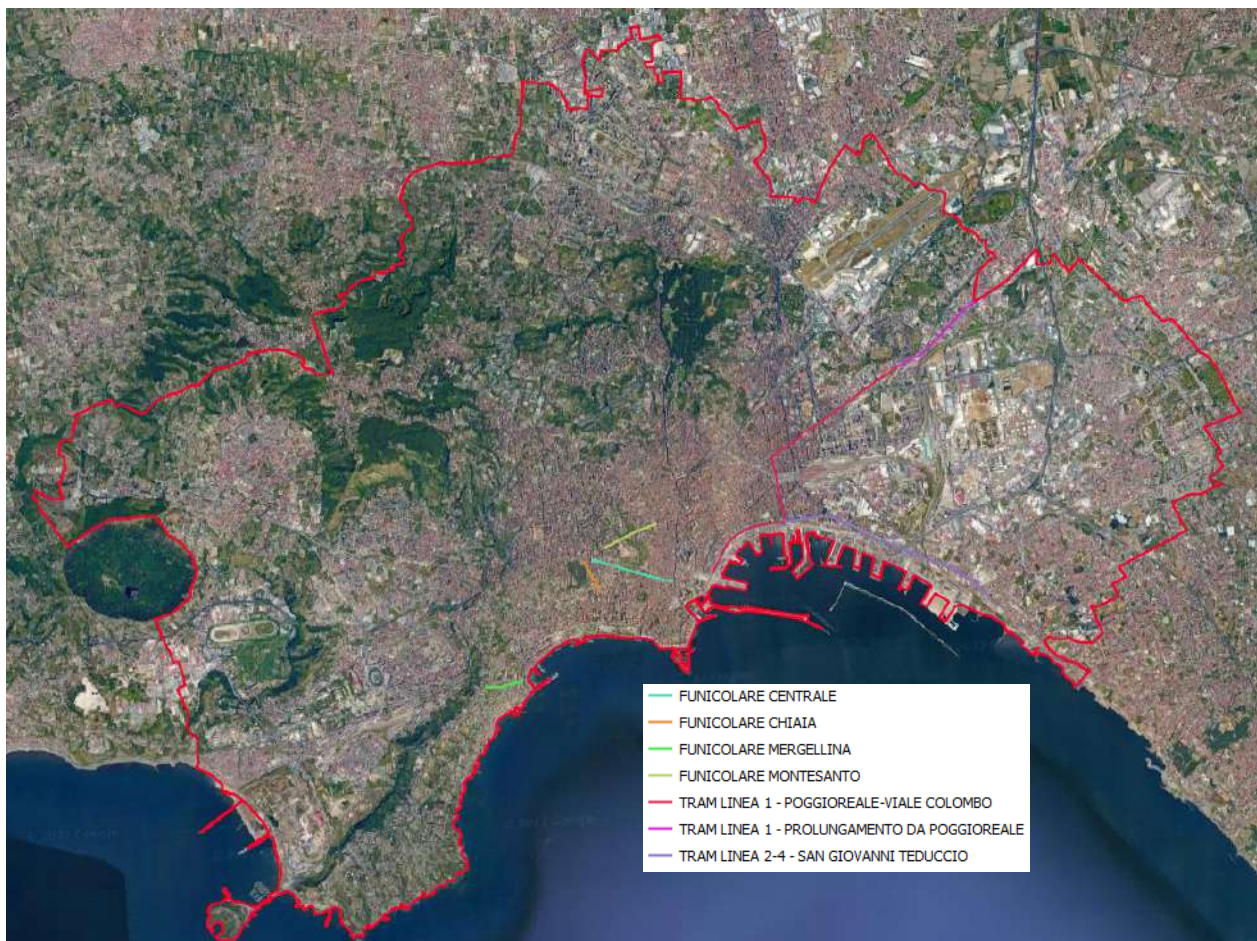 FUNICOLARE CENTRALE
FUNICOLARE CHIAIA
FUNICOLARE MERGELLINA
FUNICOLARE MONTESANTO
TRAM LINEA 1 - POGGIOREALE-VIALE COLOMBO
TRAM LINEA 1 - PROLUNGAMENTO DA POGGIOREALE
TRAM LINEA 2-4 - SAN GIOVANNI TEDUCCIO